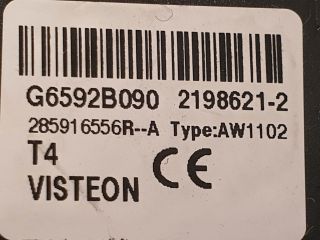 G6592B090 2198621-2
285916556R--A Type:AW1102
T4
VISTEON CE